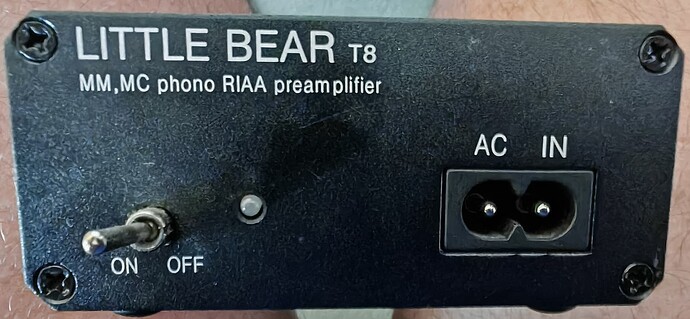 LITTLE BEAR T8
MM,MC phono RIAA preamplifier
AC IN
ON OFF